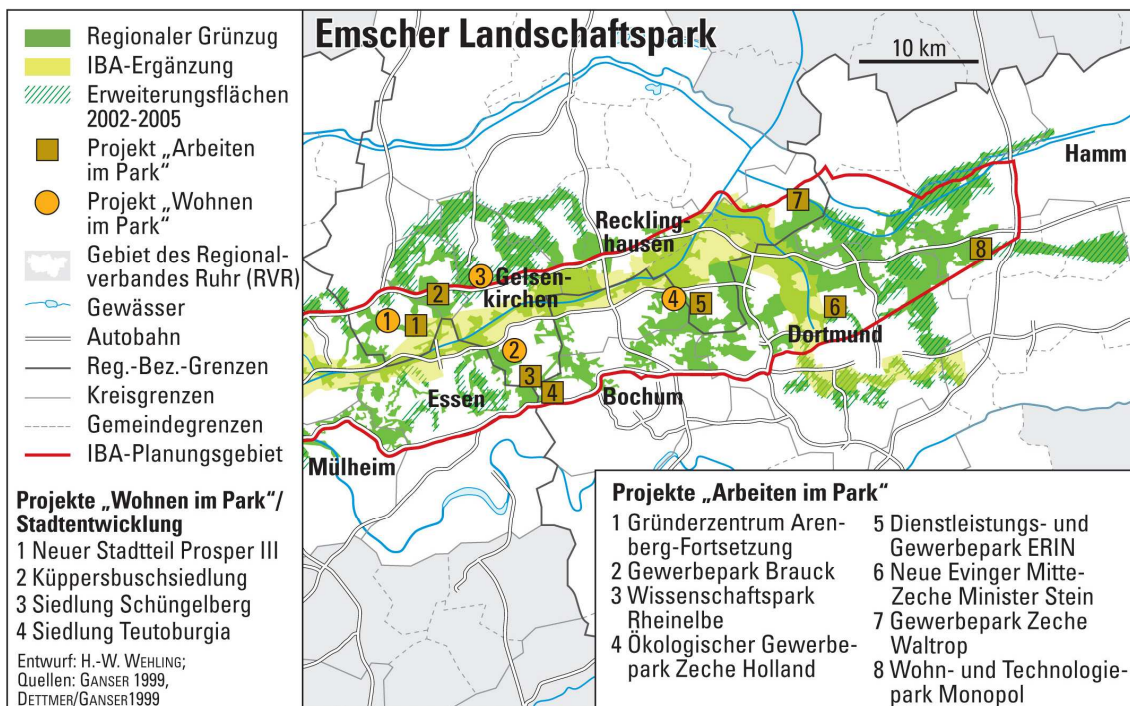 Emscher Landschaftspark
10 km
Regionaler Grünzug
IBA-Ergänzung
Erweiterungsflächen
2002-2005
Projekt „Arbeiten
im Park“
Projekt „Wohnen
im Park“
Gebiet des Regional-
verbandes Ruhr (RVR)
Gewässer
Autobahn
Reg.-Bez.-Grenzen
Kreisgrenzen
Gemeindegrenzen
IBA-Planungsgebiet
Projekte „Wohnen im Park“/
Stadtentwicklung
1 Neuer Stadtteil Prosper III
2 Küppersbuschsiedlung
3 Siedlung Schüngelberg
4 Siedlung Teutoburgia
Entwurf: H.-W. WEHLING;
Quellen: GANSER 1999,
DETTMER/GANSER1999
Hamm
7
Reckling-
hausen
8
3
Gelsen-
kirchen
2
4
5
6
1
1
Dortmund
2
3
4
Essen
Bochum
Mülheim
Projekte „Arbeiten im Park“
1 Gründerzentrum Aren-
berg-Fortsetzung
2 Gewerbepark Brauck
3 Wissenschaftspark
Rheinelbe
4 Ökologischer Gewerbe-
park Zeche Holland
5 Dienstleistungs- und
Gewerbepark ERIN
6 Neue Evinger Mitte-
Zeche Minister Stein
7 Gewerbepark Zeche
Waltrop
8 Wohn- und Technologie-
park Monopol